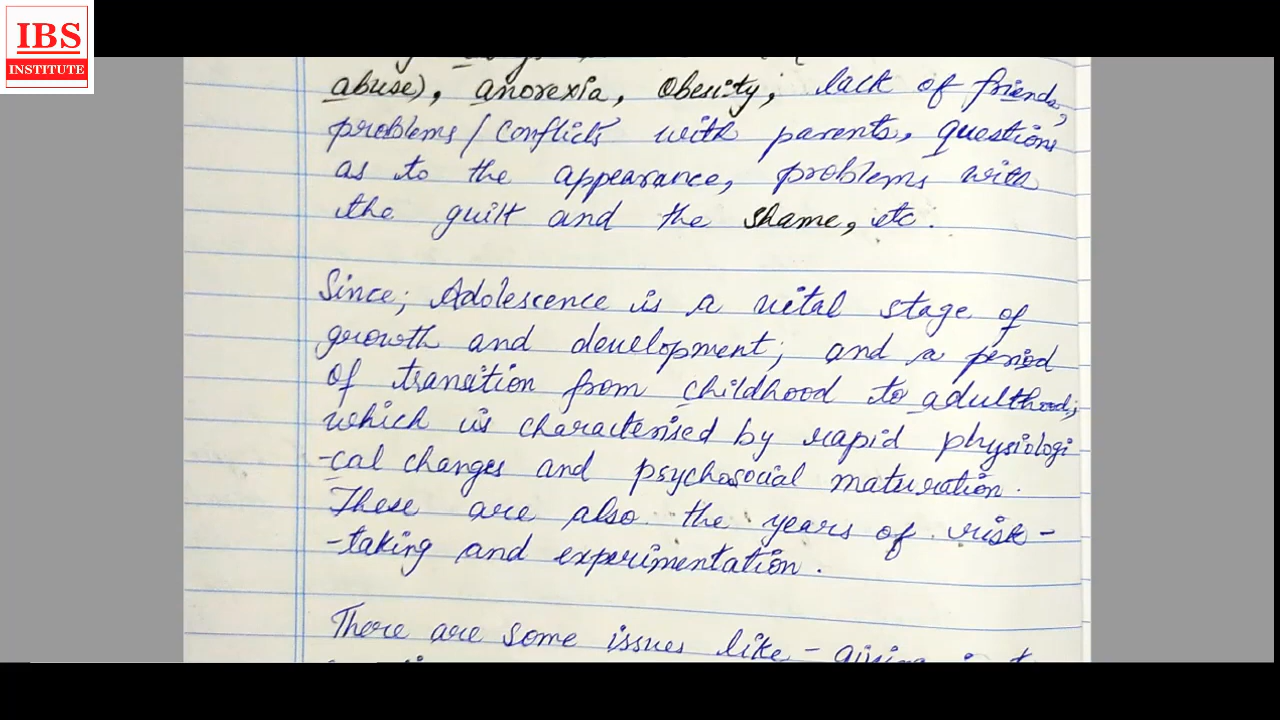 IBS
INSTITUTE
abuse), anorexia, Obesity; lack of friends,
problems/Conflicts with parents, questions
as to the appearance, problems with
the guilt and the shame, etc.
Since; Adolescence is a vital stage of
growth and development; and a period
of transition from childhood to adulthood;
which is characterised by rapid physiologi
-cal changes and psychosocial maturation.
These are also the years of risk-
-taking and experimentation.
There are some issues like - giving